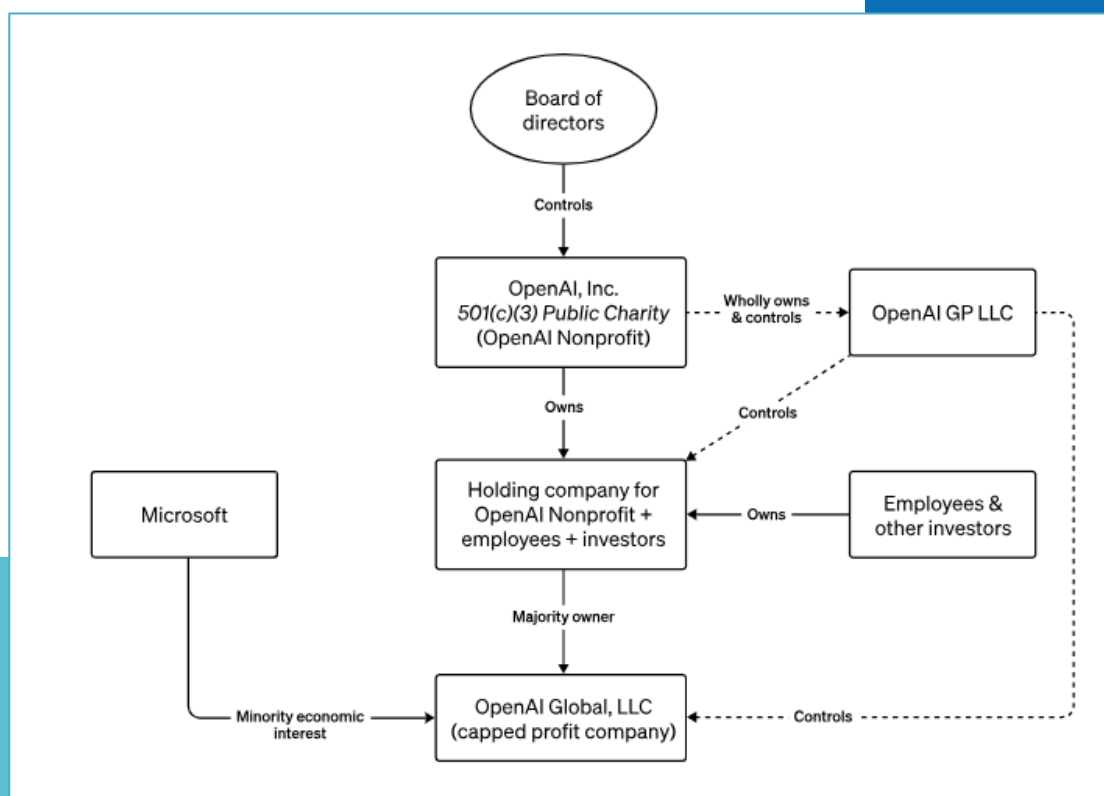 Board of
directors
Controls
OpenAI, Inc.
501(c)(3) Public Charity
(OpenAI Nonprofit)
Wholly owns
& controls
OpenAI GP LLC
Owns
Controls
Microsoft
Holding company for
OpenAI Nonprofit +
employees + investors
Owns
Employees &
other investors
Majority owner
Minority economic
interest
OpenAI Global, LLC
(capped profit company)
Controls